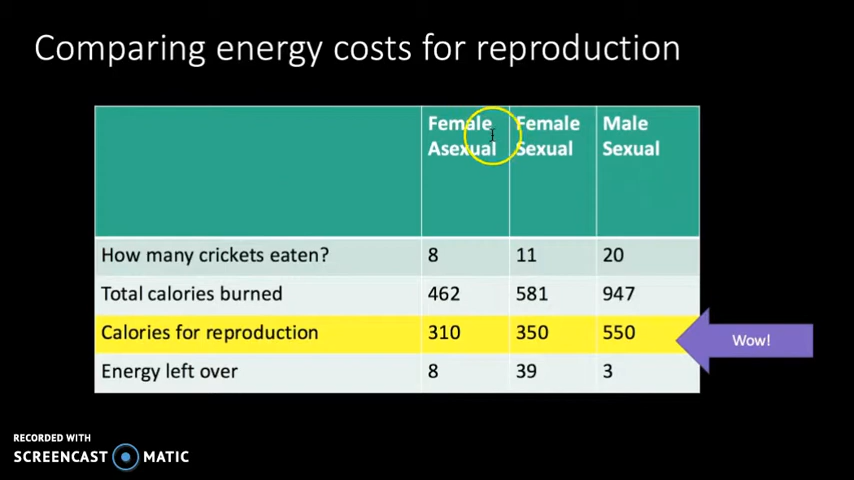 Comparing energy costs for reproduction
Female Asexual Female Sexual Male Sexual
How many crickets eaten? 8 11 20
Total calories burned 462 581 947
Calories for reproduction 310 350 550
Wow!
Energy left over 8 39 3
RECORDED WITH
SCREENCAST MATIC